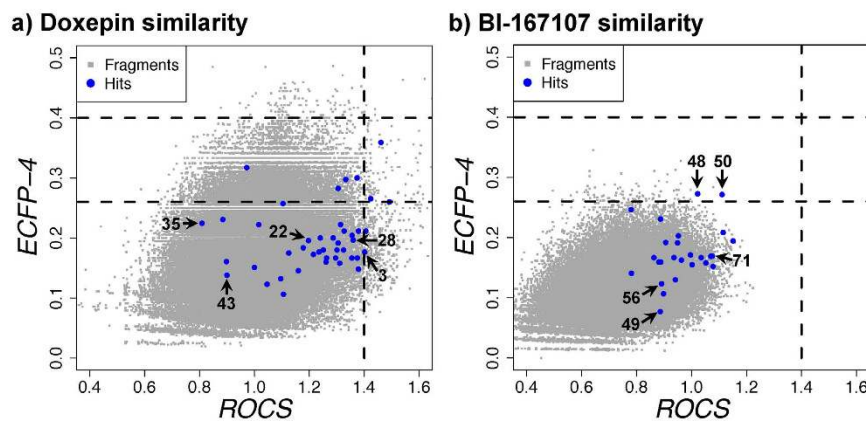 a) Doxepin similarity
Fragments
Hits
ECFP-4
0.5
0.4
0.3
0.2
0.1
0.0
35
22
28
3
43
0.4 0.6 0.8 1.0 1.2 1.4 1.6
ROCS
b) BI-167107 similarity
Fragments
Hits
ECFP-4
0.5
0.4
0.3
0.2
0.1
0.0
48 50
71
56
49
0.4 0.6 0.8 1.0 1.2 1.4 1.6
ROCS